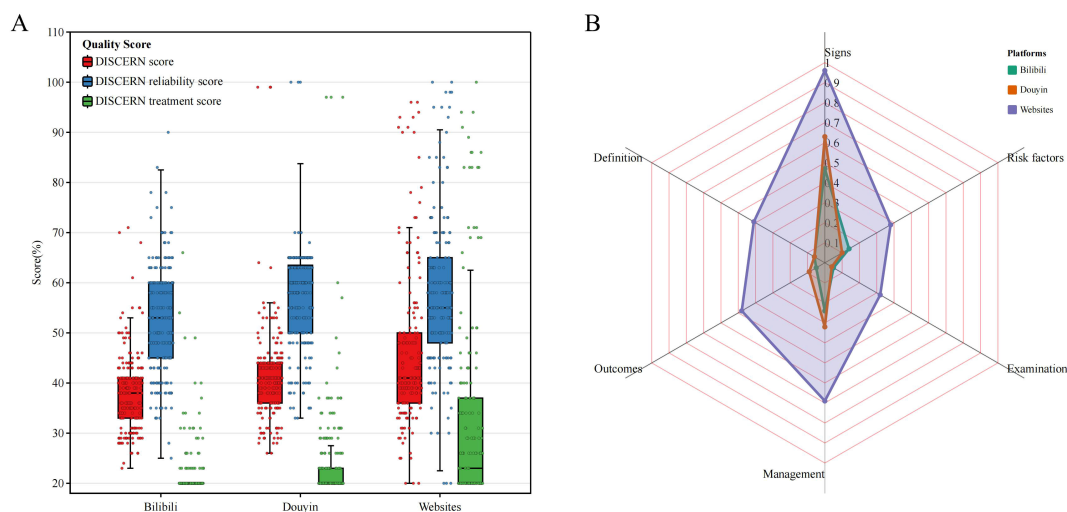 A
Quality Score
DISCERN score
DISCERN reliability score
DISCERN treatment score
Score(%)
110
100
90
80
70
60
50
40
30
20
Bilibili
Douyin
Websites
B
Signs
Platforms
Bilibili
Douyin
Websites
1
0.9
0.8
0.7
0.6
0.5
0.4
0.3
0.2
0.1
Definition
Risk factors
Outcomes
Examination
Management